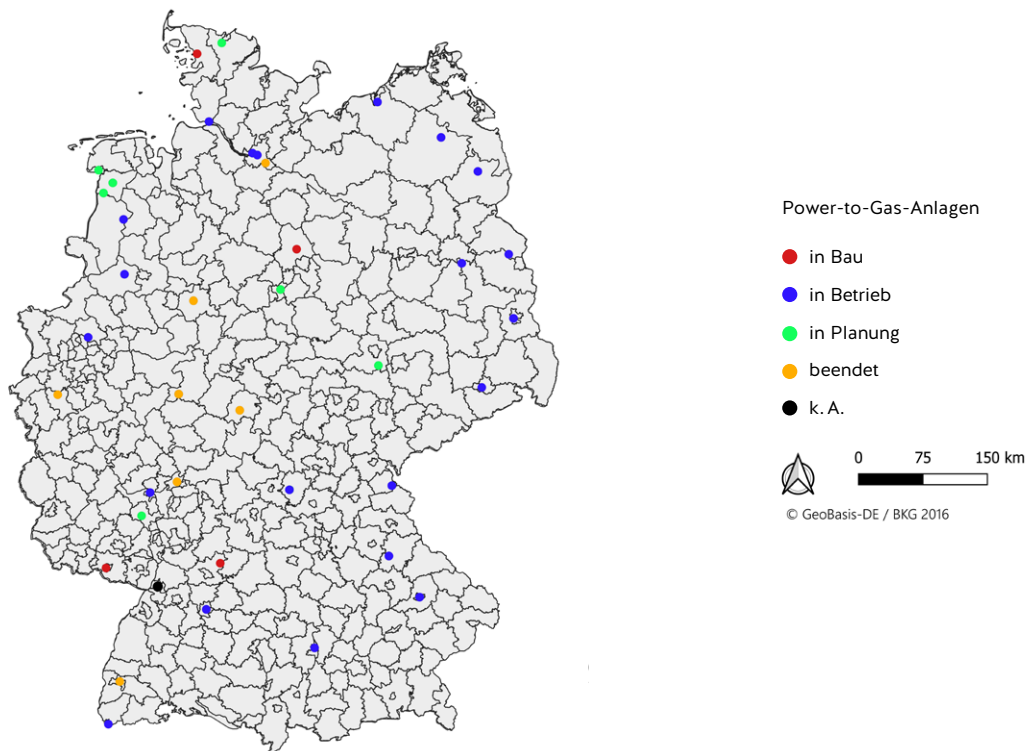 Power-to-Gas-Anlagen
in Bau
in Betrieb
in Planung
beendet
k. A.
0 75 150 km
© GeoBasis-DE / BKG 2016